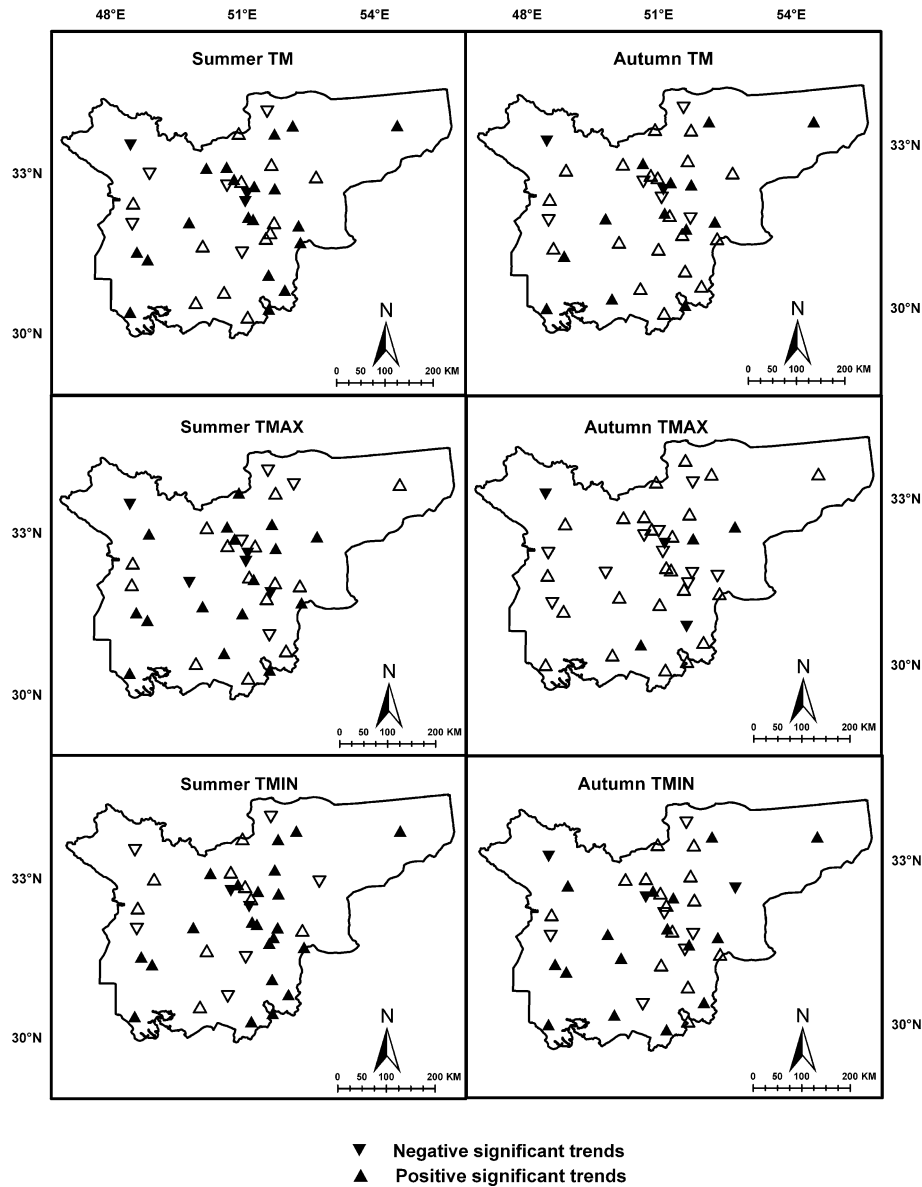 48°E 51°E 54°E 48°E 51°E 54°E
Summer TM
Autumn TM
33°N
33°N
30°N
30°N
N
0 50 100 200 KM
N
0 50 100 200 KM
Summer TMAX
Autumn TMAX
33°N
33°N
30°N
30°N
N
0 50 100 200 KM
N
0 50 100 200 KM
Summer TMIN
Autumn TMIN
33°N
33°N
30°N
30°N
N
0 50 100 200 KM
N
0 50 100 200 KM
Negative significant trends
Positive significant trends